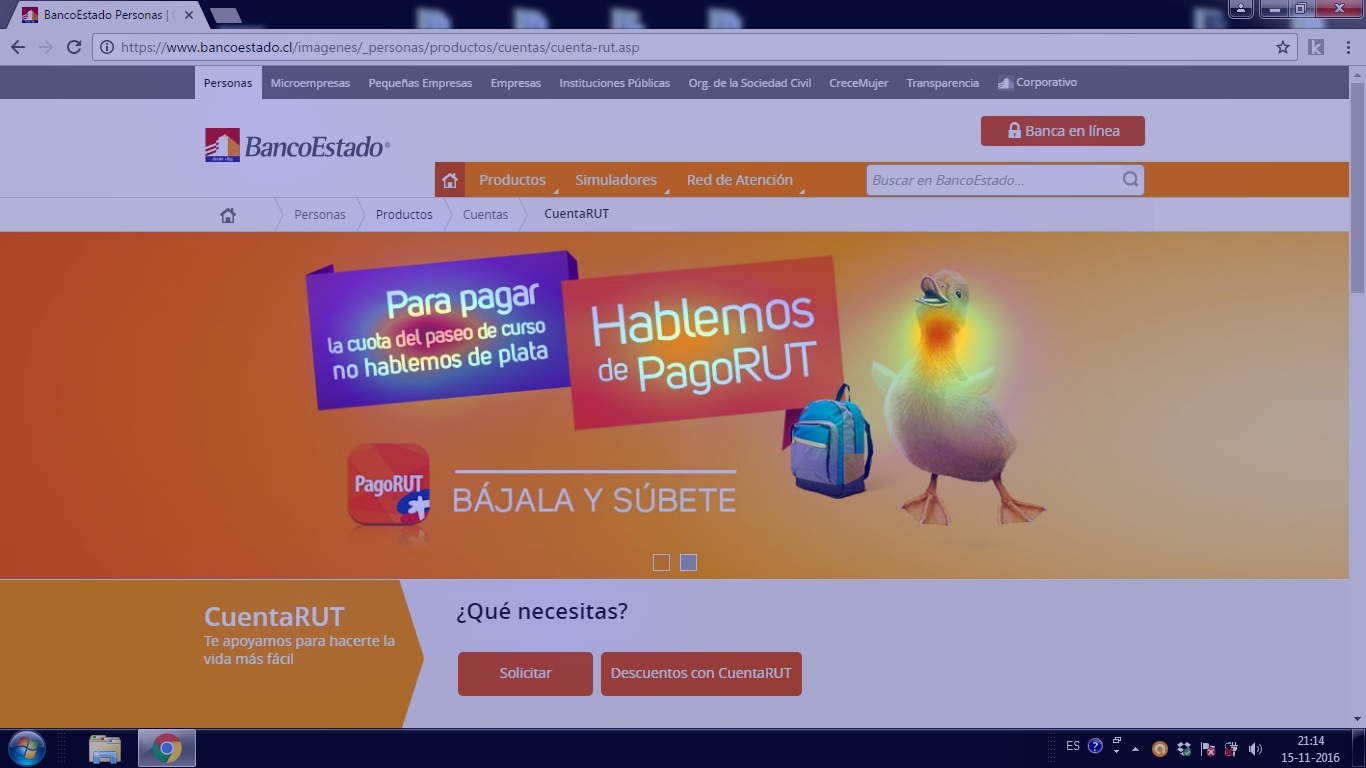 BancoEstado Personas |
https://www.bancoestado.cl/imagenes/_personas/productos/cuentas/cuenta-rut.asp
Personas Microempresas Pequeñas Empresas Empresas Instituciones Públicas Org. de la Sociedad Civil CreceMujer Transparencia Corporativo
BancoEstado®
Banca en línea
Productos Simuladores Red de Atención Buscar en BancoEstado...
Personas Productos Cuentas CuentaRUT
Para pagar
la cuota del paseo de curso
no hablemos de plata
Hablemos
de PagoRUT
PagoRUT
BÁJALA Y SÚBETE
CuentaRUT
Te apoyamos para hacerte la
vida más fácil
¿Qué necesitas?
Solicitar Descuentos con CuentaRUT
ES 21:14
15-11-2016